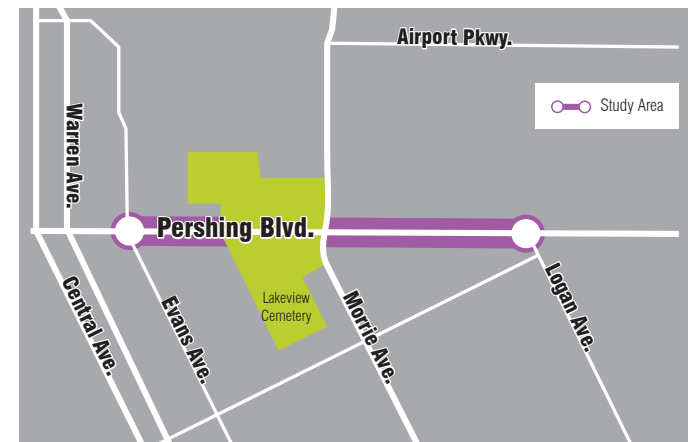 Airport Pkwy.
Study Area
Warren Ave.
Pershing Blvd.
Lakeview
Cemetery
Central Ave.
Evans Ave.
Morrie Ave.
Logan Ave.